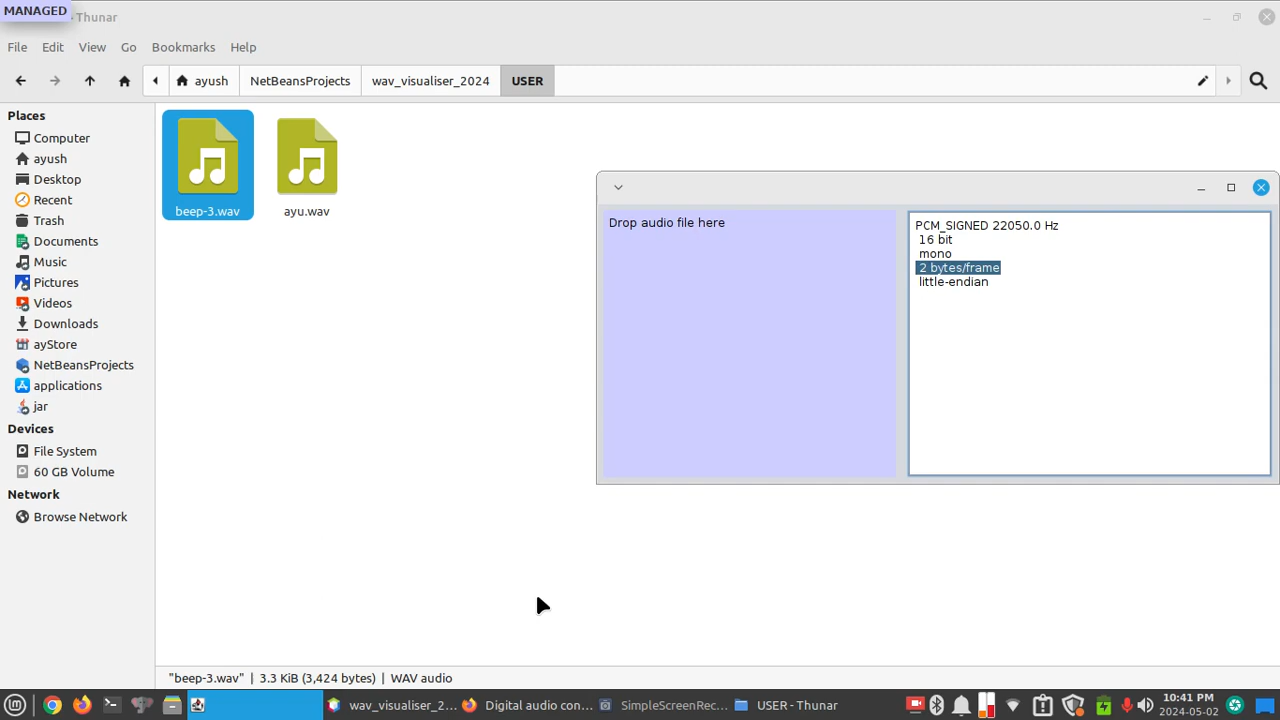 MANAGED
Thunar
File Edit View Go Bookmarks Help
ayush NetBeansProjects wav_visualiser_2024 USER
Places
Computer
ayush
Desktop
Recent
Trash
Documents
Music
Pictures
Videos
Downloads
ayStore
NetBeansProjects
applications
jar
Devices
File System
60 GB Volume
Network
Browse Network
beep-3.wav
ayu.wav
Drop audio file here
PCM_SIGNED 22050.0 Hz
16 bit
mono
2 bytes/frame
little-endian
"beep-3.wav" | 3.3 KiB (3,424 bytes) | WAV audio
wav_visualiser_2... Digital audio con... SimpleScreenRec... USER - Thunar
10:41 PM
2024-05-02